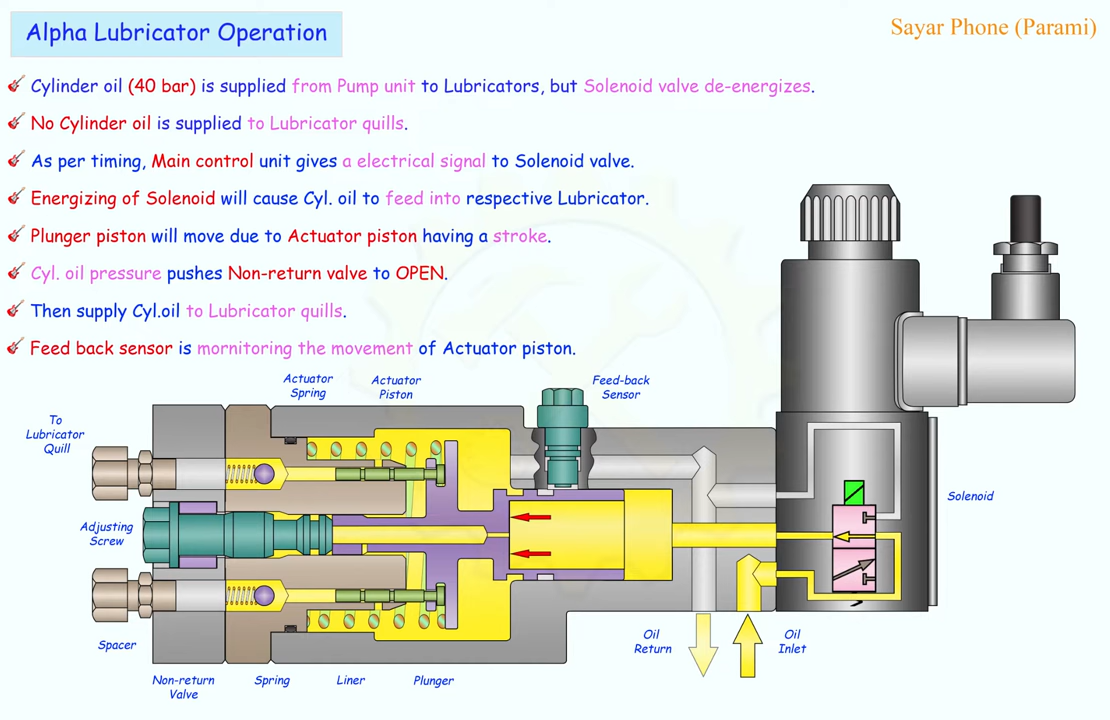 Alpha Lubricator Operation
Sayar Phone (Parami)
Cylinder oil (40 bar) is supplied from Pump unit to Lubricators, but Solenoid valve de-energizes.
No Cylinder oil is supplied to Lubricator quills.
As per timing, Main control unit gives a electrical signal to Solenoid valve.
Energizing of Solenoid will cause Cyl. oil to feed into respective Lubricator.
Plunger piston will move due to Actuator piston having a stroke.
Cyl. oil pressure pushes Non-return valve to OPEN.
Then supply Cyl.oil to Lubricator quills.
Feed back sensor is mornitoring the movement of Actuator piston.
Actuator
Spring
Actuator
Piston
Feed-back
Sensor
To
Lubricator
Quill
Solenoid
Adjusting
Screw
Spacer
Oil
Return
Oil
Inlet
Non-return
Valve
Spring
Liner
Plunger